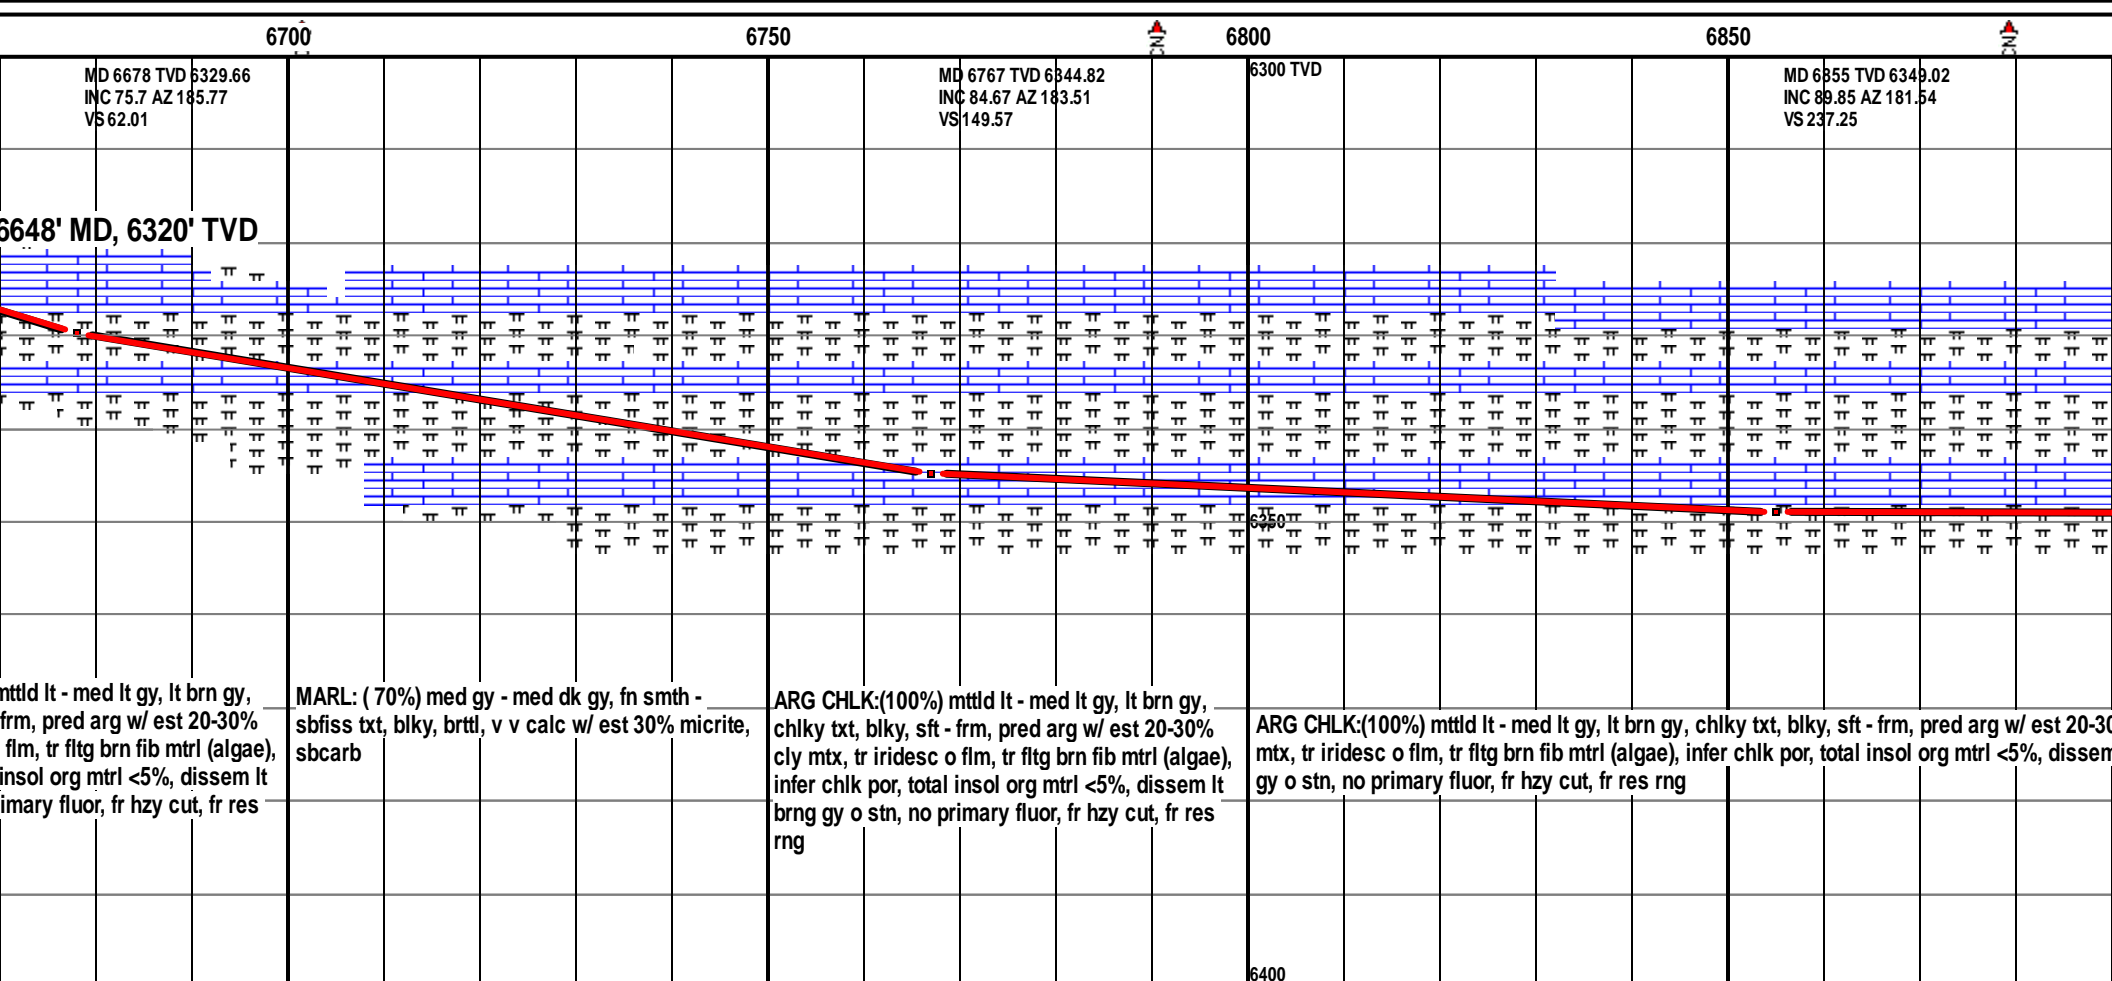 6700 6750 6800 6850
CN CN
MD 6678 TVD 6329.66
INC 75.7 AZ 185.77
VS 62.01
MD 6767 TVD 6344.82
INC 84.67 AZ 183.51
VS 149.57
6300 TVD
MD 6855 TVD 6349.02
INC 89.85 AZ 181.54
VS 237.25
6648' MD, 6320' TVD
6350
mttld lt - med lt gy, lt brn gy,
frm, pred arg w/ est 20-30%
flm, tr fltg brn fib mtrl (algae),
insol org mtrl <5%, dissem lt
fluor, fr hzy cut, fr res
MARL: ( 70%) med gy - med dk gy, fn smth -
sbfiss txt, blky, brttl, v v calc w/ est 30% micrite,
sbcarb
ARG CHLK:(100%) mttld lt - med lt gy, lt brn gy,
chlky txt, blky, sft - frm, pred arg w/ est 20-30%
cly mtx, tr iridesc o flm, tr fltg brn fib mtrl (algae),
infer chlk por, total insol org mtrl <5%, dissem lt
brng gy o stn, no primary fluor, fr hzy cut, fr res
rng
ARG CHLK:(100%) mttld lt - med lt gy, lt brn gy, chlky txt, blky, sft - frm, pred arg w/ est 20-30
mtx, tr iridesc o flm, tr fltg brn fib mtrl (algae), infer chlk por, total insol org mtrl <5%, dissem
gy o stn, no primary fluor, fr hzy cut, fr res rng
6400